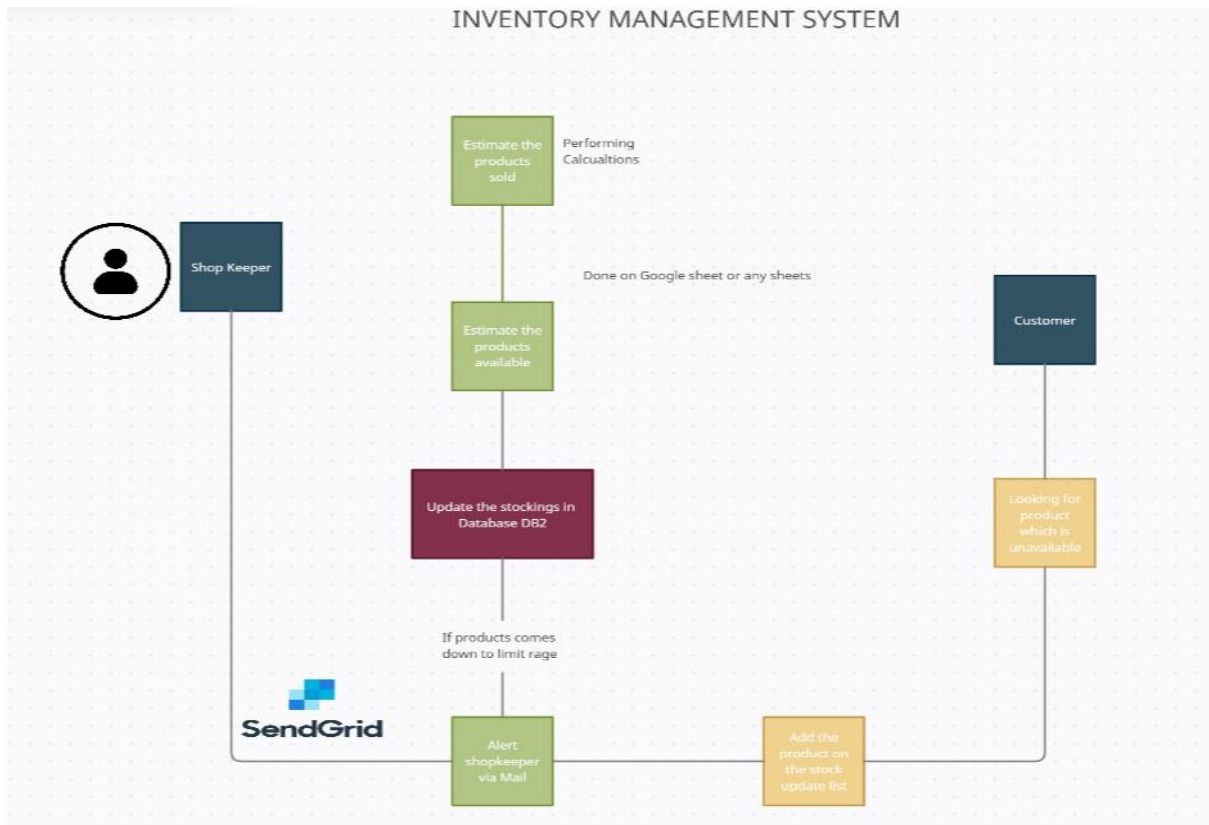 INVENTORY MANAGEMENT SYSTEM
Estimate the
products
sold
Performing
Calcualtions
Shop Keeper
Done on Google sheet or any sheets
Estimate the
products
available
Customer
Update the stockings in
Database DB2
Looking for
product
which is
unavailable
If products comes
down to limit rage
SendGrid
Alert
shopkeeper
via Mail
Add the
product on
the stock
update list